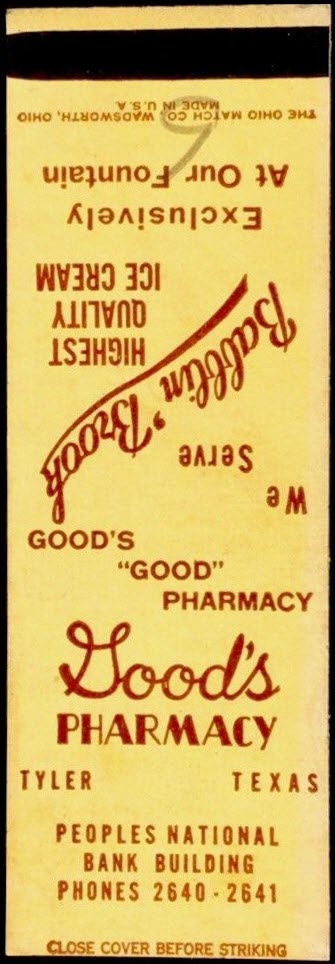 THE OHIO MATCH CO., WADSWORTH, OHIO
MADE IN U.S.A.
5
We
Serve
Babblin' Brook
HIGHEST
QUALITY
ICE CREAM
Exclusively
At Our Fountain
GOOD'S
"GOOD"
PHARMACY
Good's
PHARMACY
TYLER TEXAS
PEOPLES NATIONAL
BANK BUILDING
PHONES 2640-2641
CLOSE COVER BEFORE STRIKING